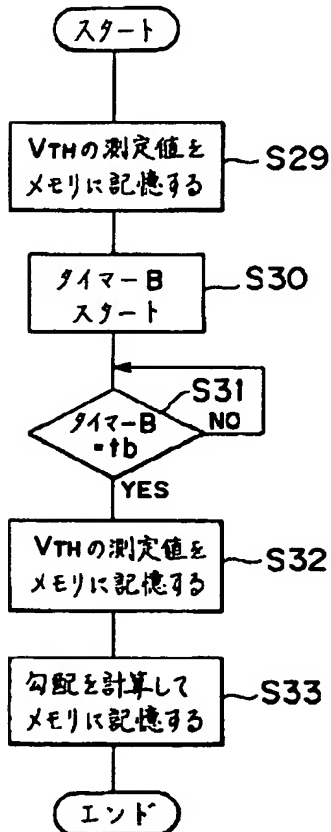 スタート
VTHの測定値を
メモリに記憶する
S29
タイマーB
スタート
S30
S31
タイマーB
=tb
NO
YES
VTHの測定値を
メモリに記憶する
S32
勾配を計算して
メモリに記憶する
S33
エンド